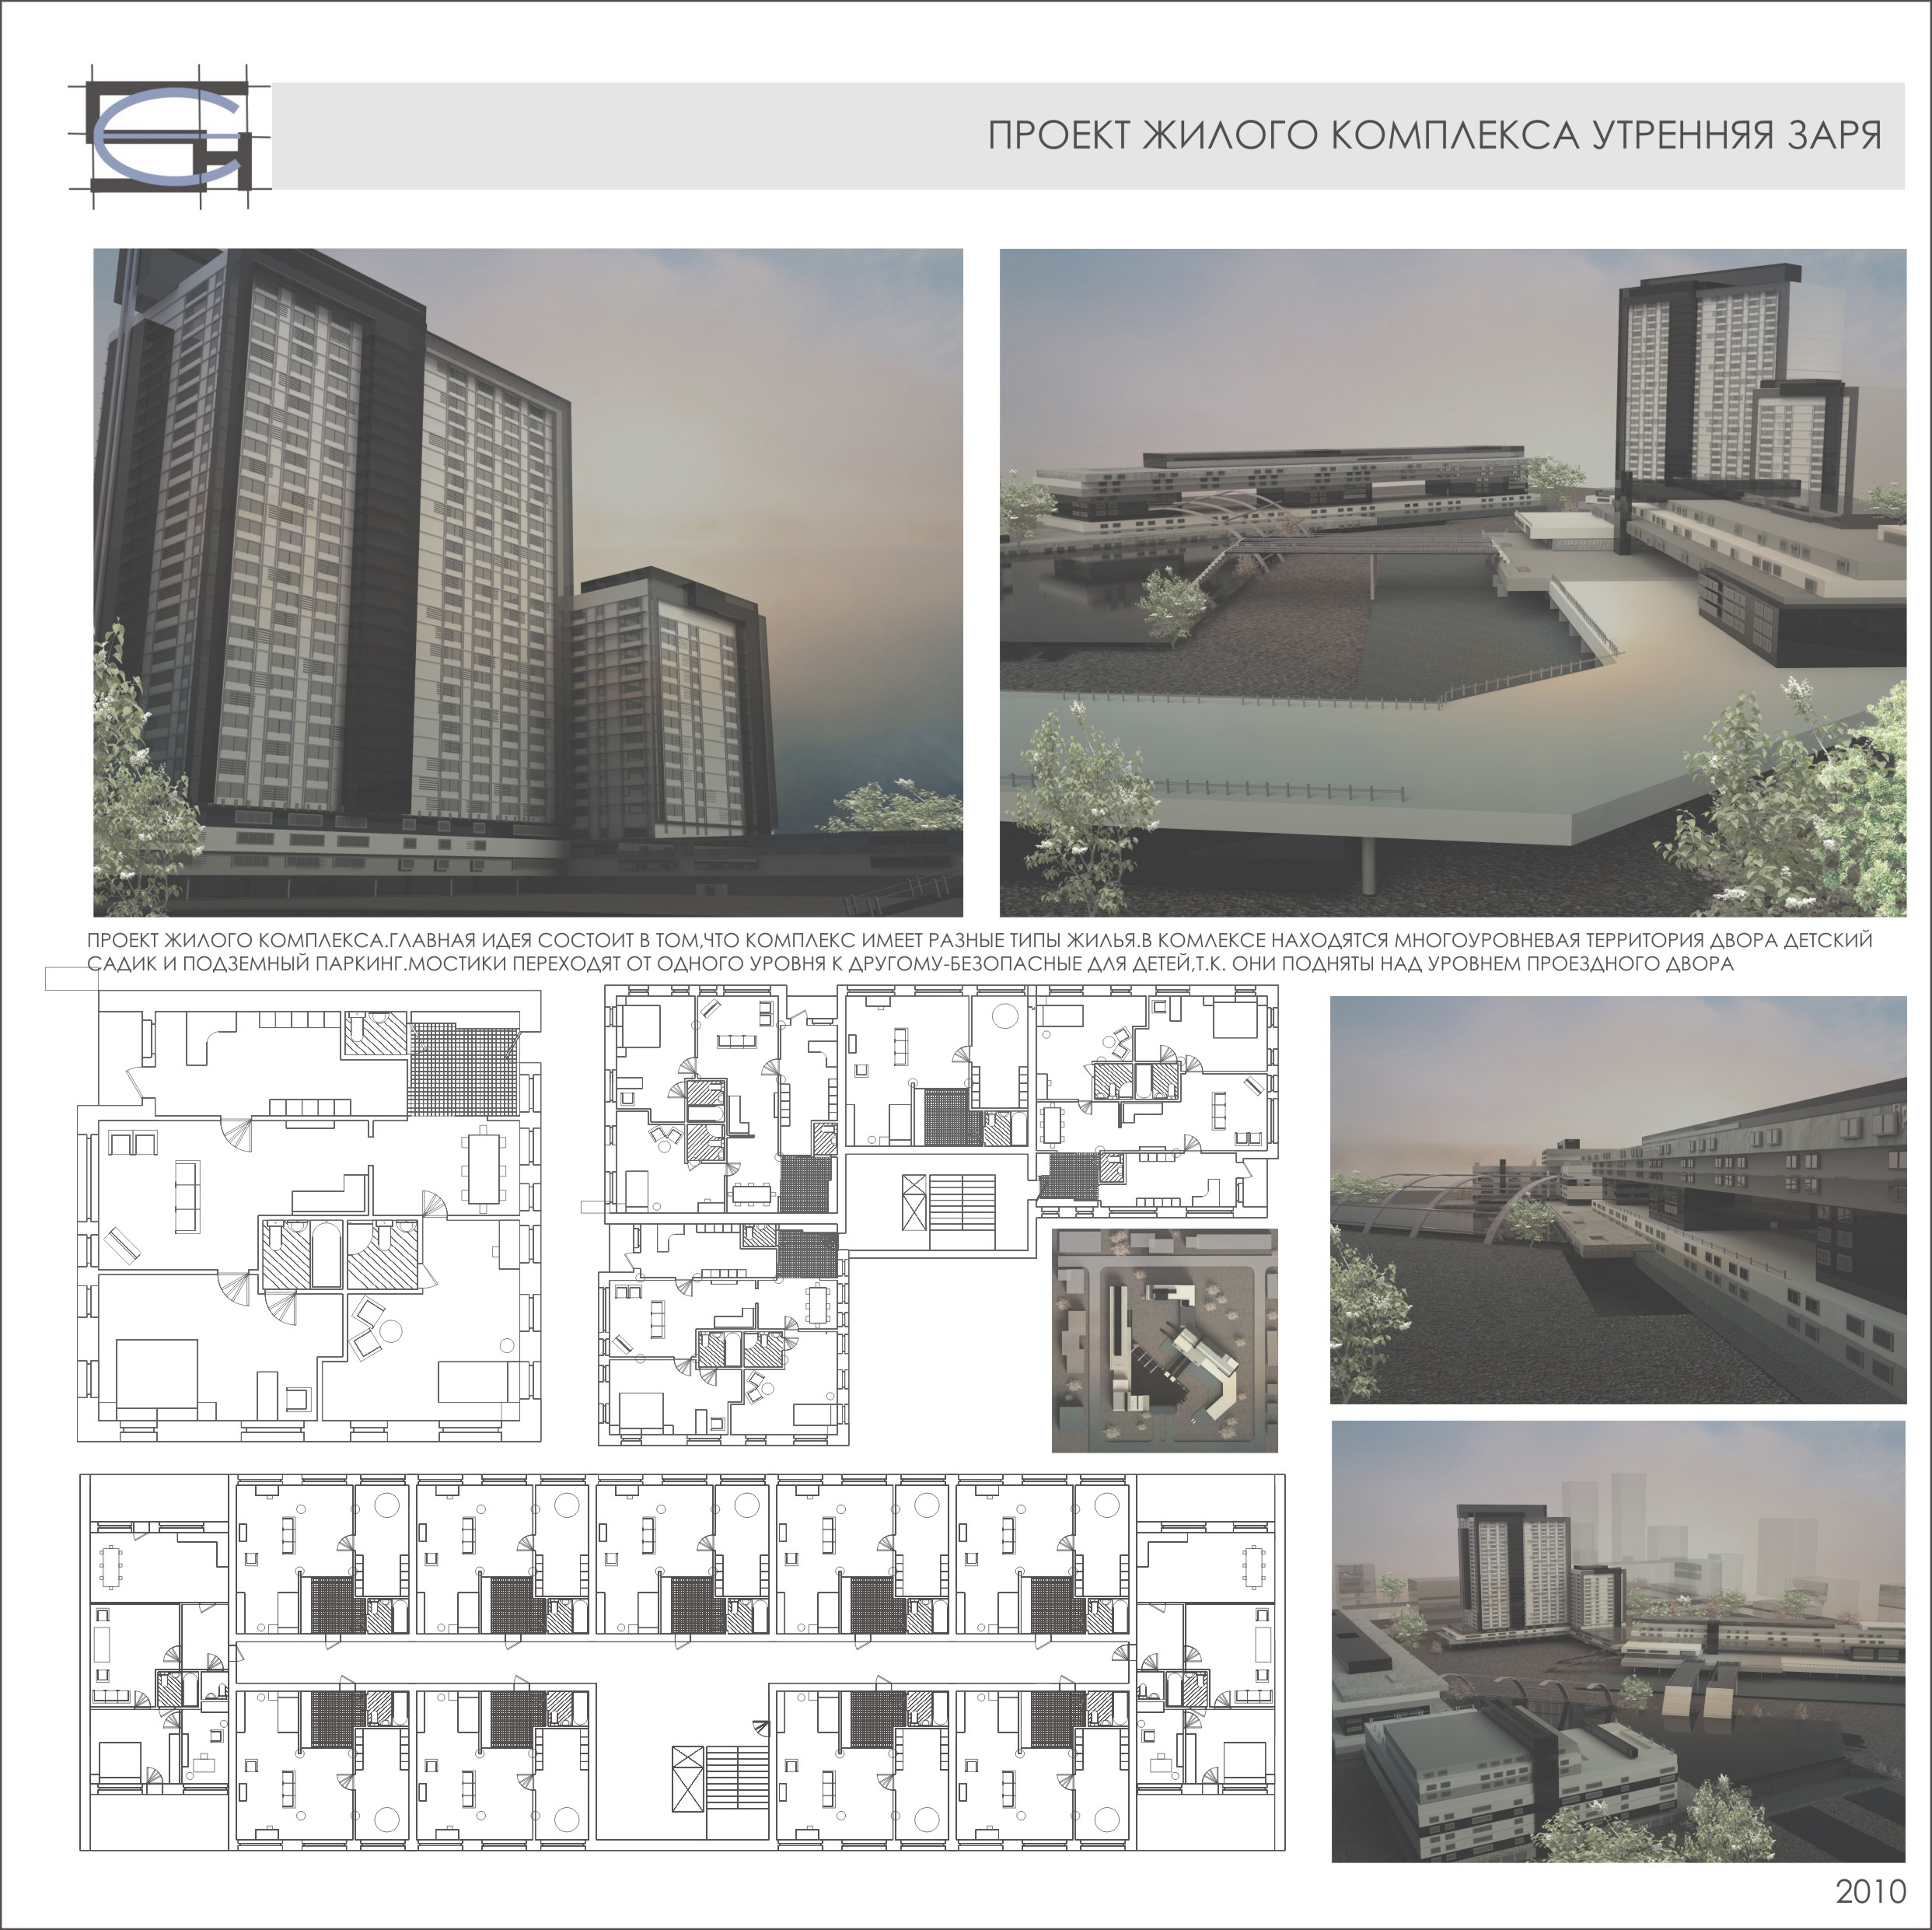 ПРОЕКТ ЖИЛОГО КОМПЛЕКСА УТРЕННЯЯ ЗАРЯ
ПРОЕКТ ЖИЛОГО КОМПЛЕКСА.ГЛАВНАЯ ИДЕЯ СОСТОИТ В ТОМ,ЧТО КОМПЛЕКС ИМЕЕТ РАЗНЫЕ ТИПЫ ЖИЛЬЯ.В КОМЛЕКСЕ НАХОДЯТСЯ МНОГОУРОВНЕВАЯ ТЕРРИТОРИЯ ДВОРА ДЕТСКИЙ
САДИК И ПОДЗЕМНЫЙ ПАРКИНГ.МОСТИКИ ПЕРЕХОДЯТ ОТ ОДНОГО УРОВНЯ К ДРУГОМУ-БЕЗОПАСНЫЕ ДЛЯ ДЕТЕЙ,Т.К. ОНИ ПОДНЯТЫ НАД УРОВНЕМ ПРОЕЗДНОГО ДВОРА
2010